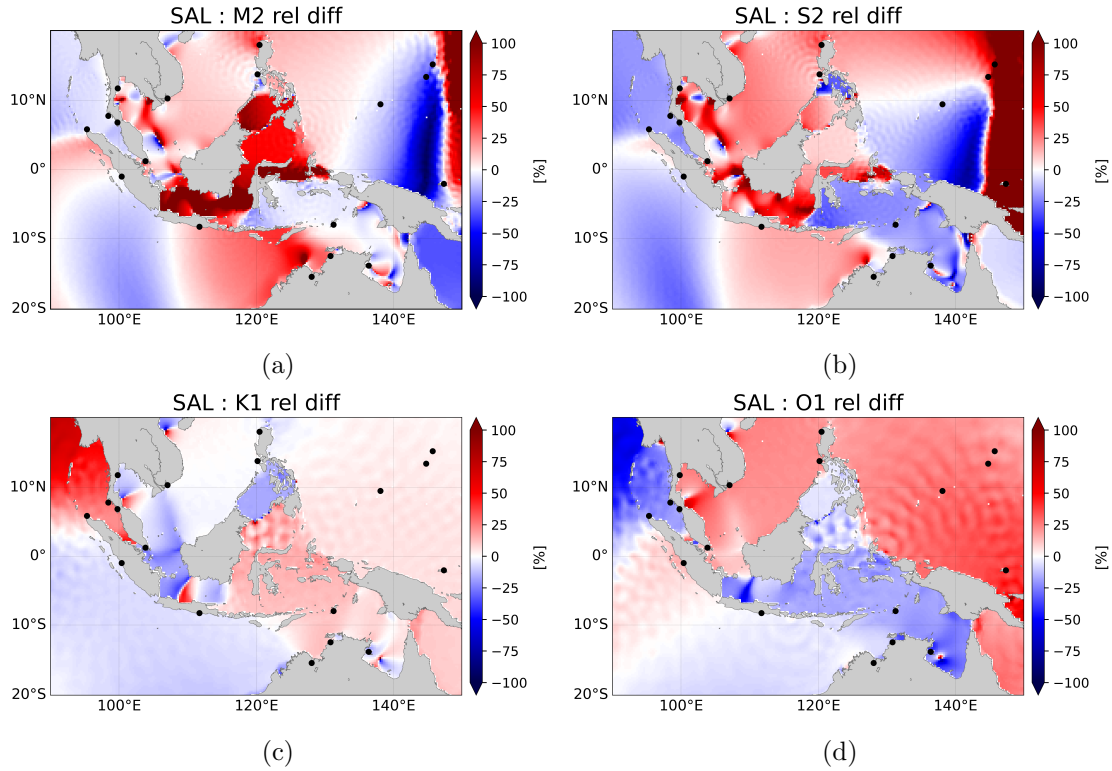 SAL : M2 rel diff
10°N
0°
10°S
20°S
100°E 120°E 140°E
100
75
50
25
0
−25
−50
−75
−100
[%]
(a)
SAL : S2 rel diff
10°N
0°
10°S
20°S
100°E 120°E 140°E
100
75
50
25
0
−25
−50
−75
−100
[%]
(b)
SAL : K1 rel diff
10°N
0°
10°S
20°S
100°E 120°E 140°E
100
75
50
25
0
−25
−50
−75
−100
[%]
(c)
SAL : O1 rel diff
10°N
0°
10°S
20°S
100°E 120°E 140°E
100
75
50
25
0
−25
−50
−75
−100
[%]
(d)